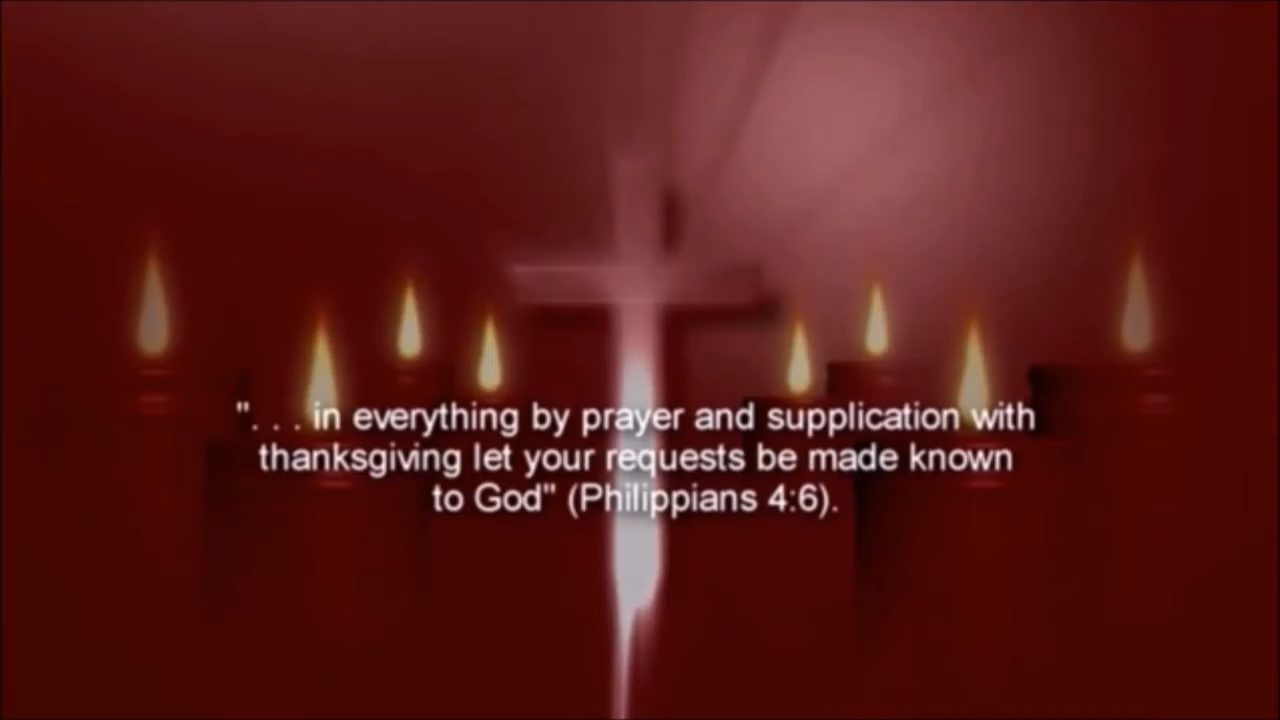 ". . . in everything by prayer and supplication with
thanksgiving let your requests be made known
to God" (Philippians 4:6).